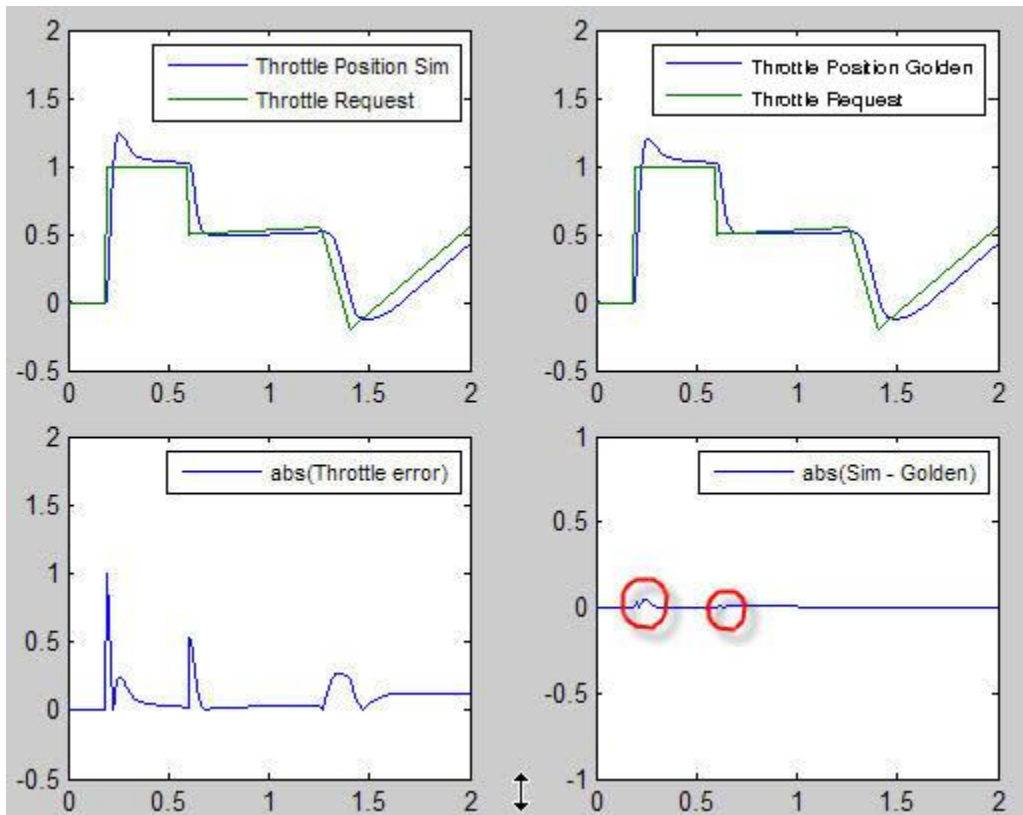 2
1.5
1
0.5
0
-0.5
0 0.5 1 1.5 2
Throttle Position Sim
Throttle Request
2
1.5
1
0.5
0
-0.5
0 0.5 1 1.5 2
Throttle Position Golden
Throttle Request
2
1.5
1
0.5
0
-0.5
0 0.5 1 1.5 2
abs(Throttle error)
1
0.5
0
-0.5
-1
0 0.5 1 1.5 2
abs(Sim - Golden)